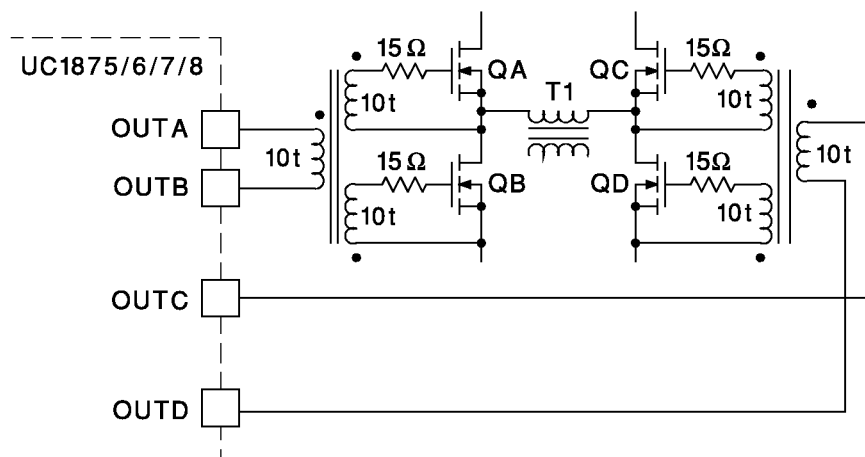 15Ω
15Ω
UC1875/6/7/8
QA
QC
T1
10t
10t
OUTA
10t
15Ω
15Ω
10t
OUTB
QB
QD
10t
10t
OUTC
OUTD